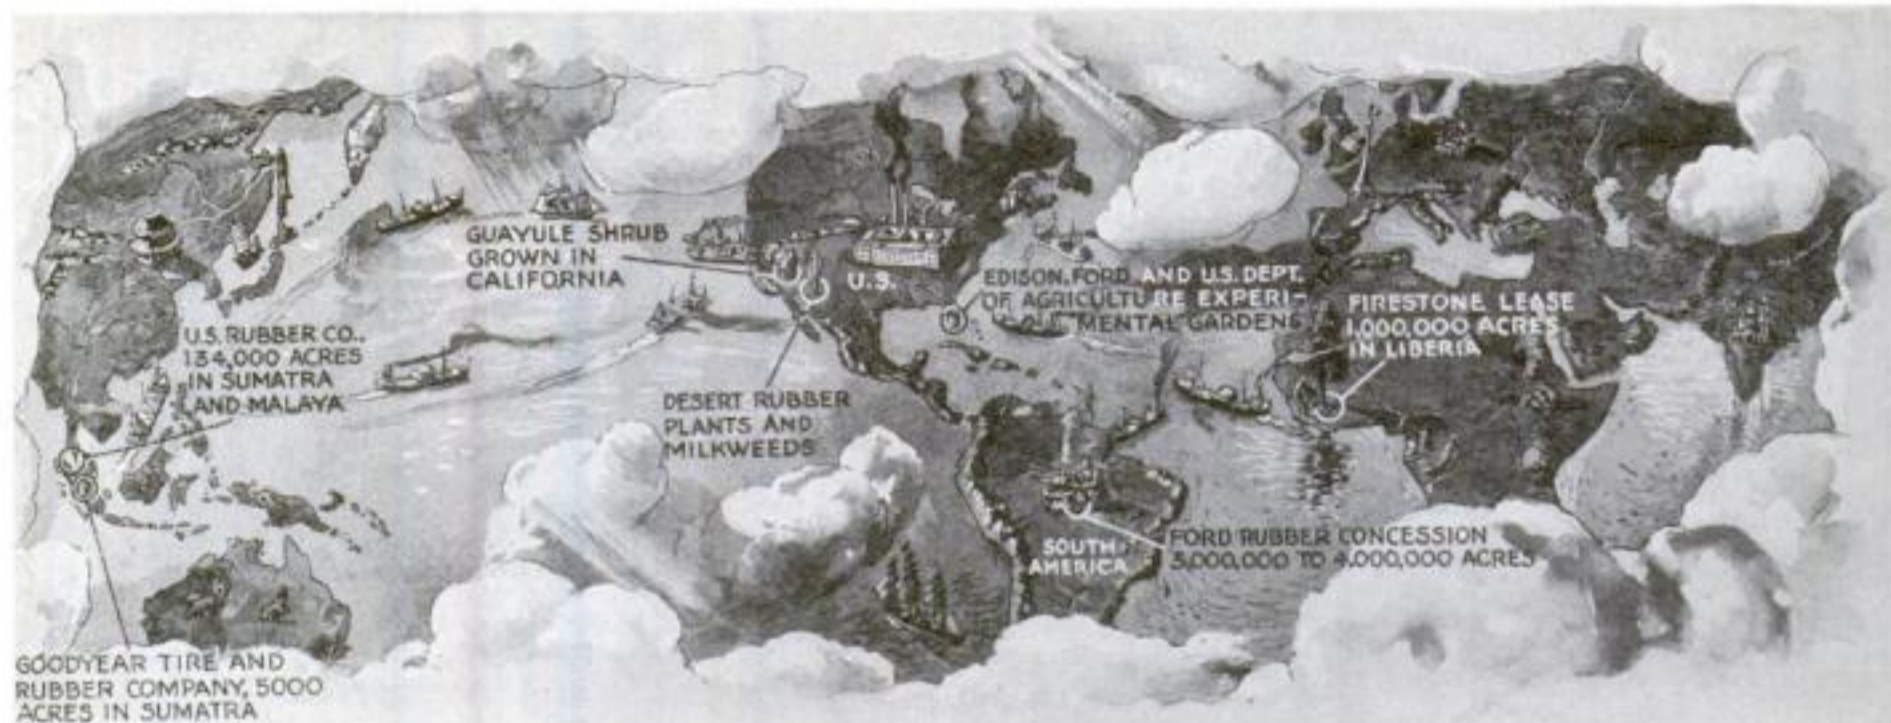 GUAYULE SHRUB
GROWN IN
CALIFORNIA
U.S.
EDISON, FORD AND U.S. DEPT.
OF AGRICULTURE EXPERI-
MENTAL GARDENS
FIRESTONE LEASE
1,000,000 ACRES
IN LIBERIA
U.S. RUBBER CO.,
134,000 ACRES
IN SUMATRA
AND MALAYA
DESERT RUBBER
PLANTS AND
MILKWEEDS
SOUTH
AMERICA
FORD RUBBER CONCESSION
3,000,000 TO 4,000,000 ACRES
GOODYEAR TIRE AND
RUBBER COMPANY, 5000
ACRES IN SUMATRA